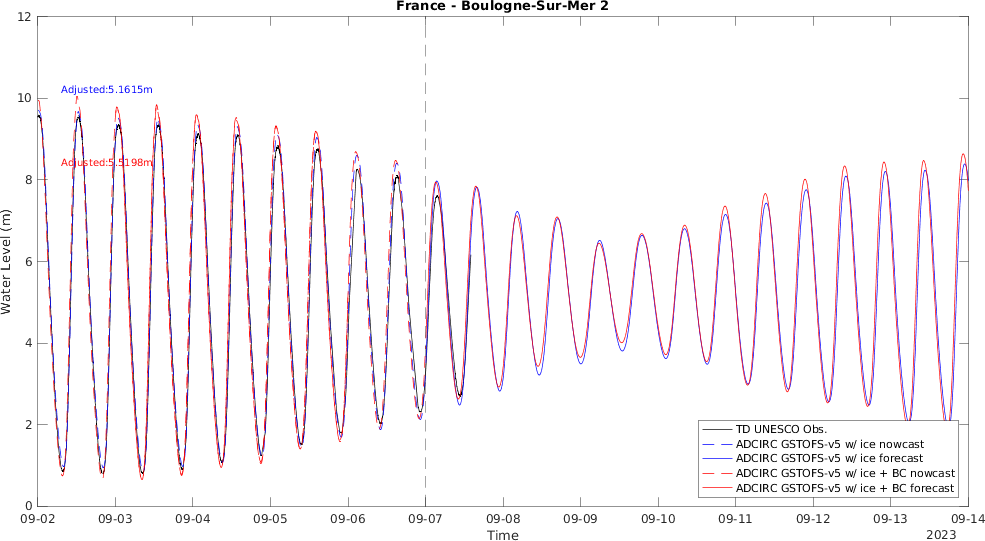 France - Boulogne-Sur-Mer 2
12
10
8
6
4
2
0
Water Level (m)
Adjusted:5.1615m
Adjusted:5.5198m
TD UNESCO Obs.
ADCIRC GSTOFS-v5 w/ ice nowcast
ADCIRC GSTOFS-v5 w/ ice forecast
ADCIRC GSTOFS-v5 w/ ice + BC nowcast
ADCIRC GSTOFS-v5 w/ ice + BC forecast
09-02 09-03 09-04 09-05 09-06 09-07 09-08 09-09 09-10 09-11 09-12 09-13 09-14
Time
2023